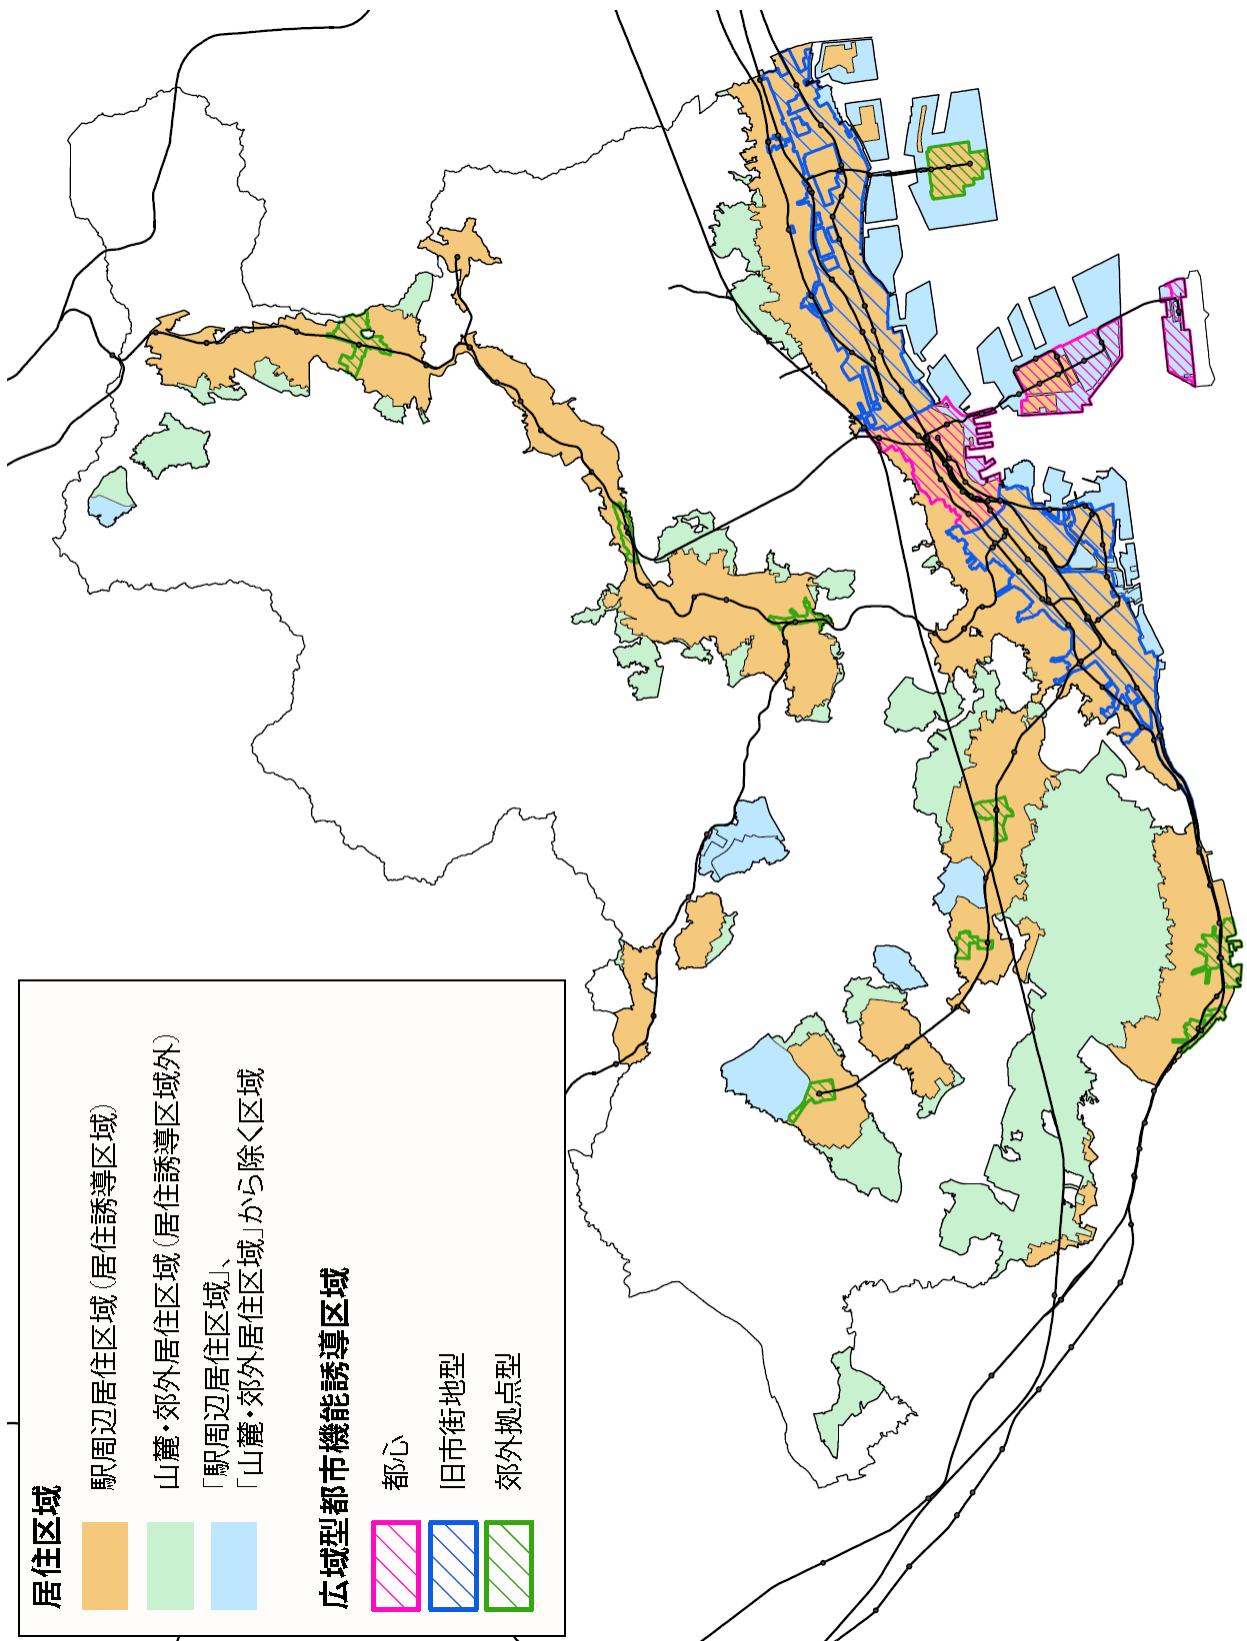 居住区域
駅周辺居住区域（居住誘導区域）
山麓・郊外居住区域（居住誘導区域外）
「駅周辺居住区域」、
「山麓・郊外居住区域」から除く区域
広域型都市機能誘導区域
都心
旧市街地型
郊外拠点型